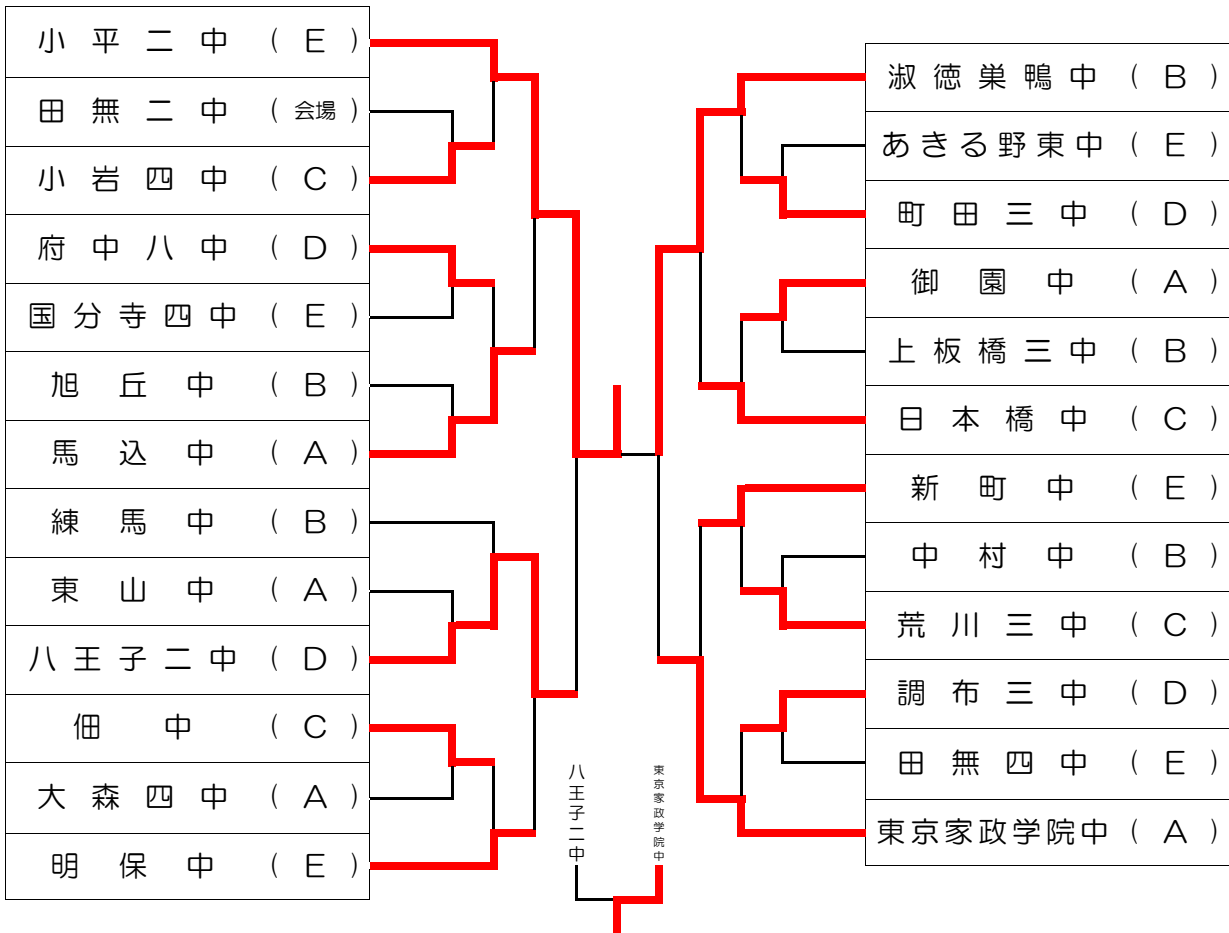 小平二中（E）
田無二中（会場）
小岩四中（C）
府中八中（D）
国分寺四中（E）
旭丘中（B）
馬込中（A）
練馬中（B）
東山中（A）
八王子二中（D）
佃中（C）
大森四中（A）
明保中（E）
淑徳巣鴨中（B）
あきる野東中（E）
町田三中（D）
御園中（A）
上板橋三中（B）
日本橋中（C）
新町中（E）
中村中（B）
荒川三中（C）
調布三中（D）
田無四中（E）
東京家政学院中（A）
八王子二中
東京家政学院中